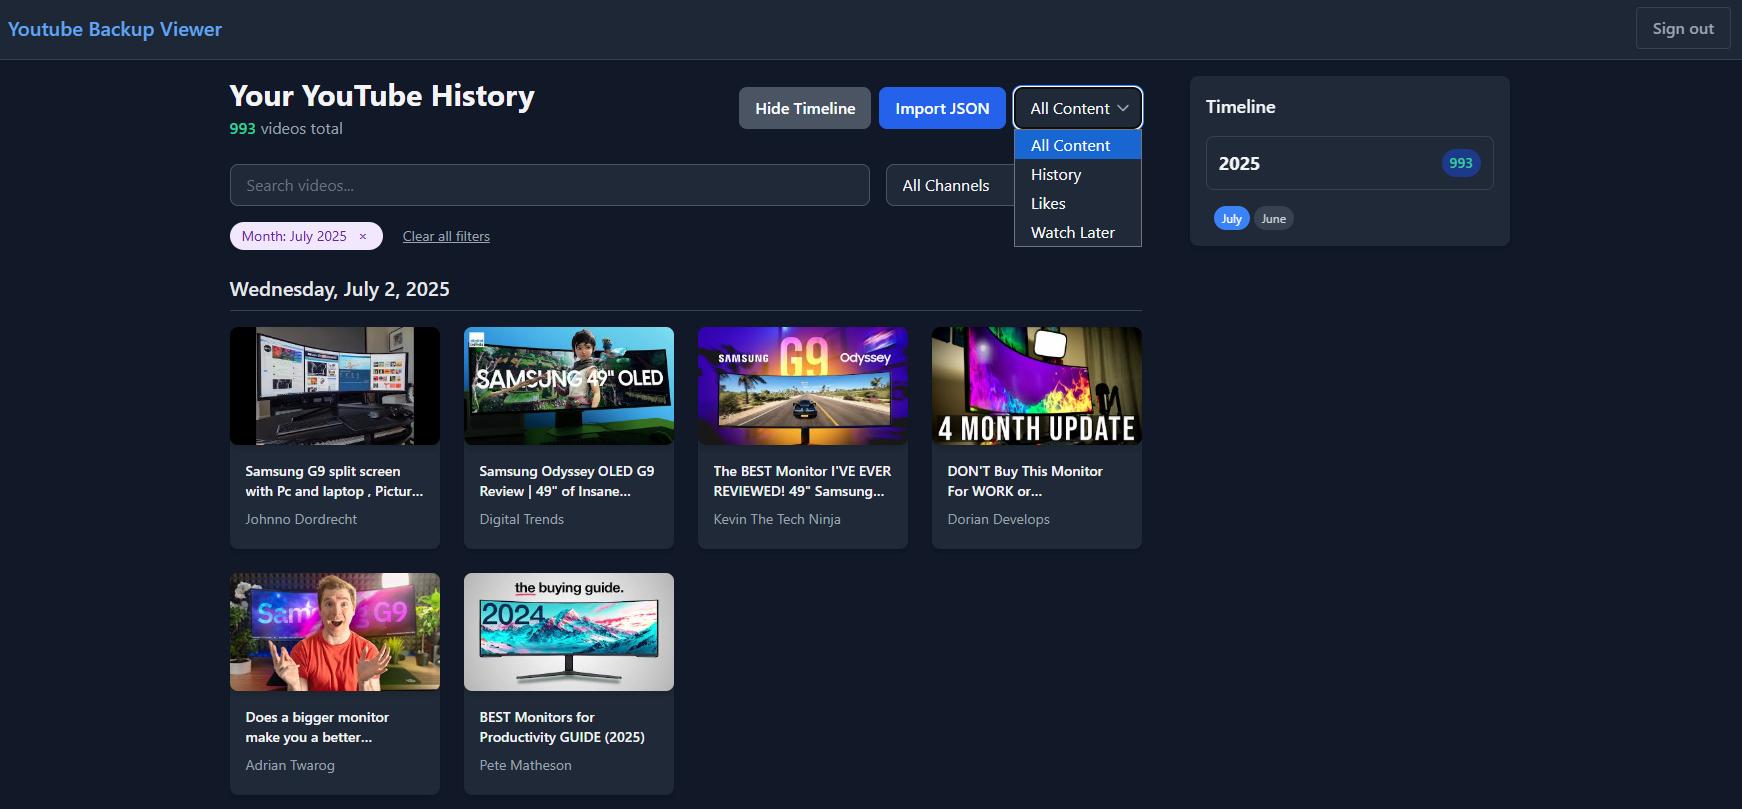 Youtube Backup Viewer
Sign out
Your YouTube History
993 videos total
Hide Timeline
Import JSON
All Content
All Content
History
Likes
Watch Later
Search videos...
All Channels
Month: July 2025 ×
Clear all filters
Timeline
2025
993
July
June
Wednesday, July 2, 2025
Samsung G9 split screen
with Pc and laptop , Pictur...
Johnno Dordrecht
SAMSUNG 49" OLED
Samsung Odyssey OLED G9
Review | 49" of Insane...
Digital Trends
SAMSUNG G9 Odyssey
The BEST Monitor I'VE EVER
REVIEWED! 49" Samsung...
Kevin The Tech Ninja
4 MONTH UPDATE
DON'T Buy This Monitor
For WORK or...
Dorian Develops
Sam G9
Does a bigger monitor
make you a better...
Adrian Twarog
the buying guide.
2024
BEST Monitors for
Productivity GUIDE (2025)
Pete Matheson